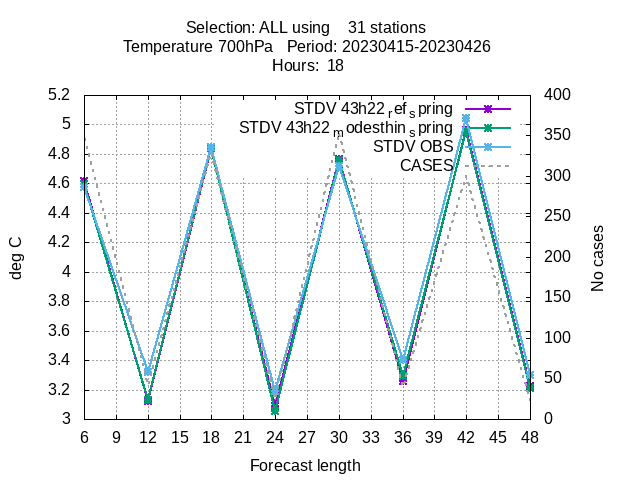 Selection: ALL using    31 stations
Temperature 700hPa   Period: 20230415-20230426
Hours:  18
STDV 43h22 ref spring
STDV 43h22 modesthin spring
STDV OBS
CASES
5.2
5
4.8
4.6
4.4
4.2
4
3.8
3.6
3.4
3.2
3
400
350
300
250
200
150
100
50
0
deg C
No cases
6 9 12 15 18 21 24 27 30 33 36 39 42 45 48
Forecast length